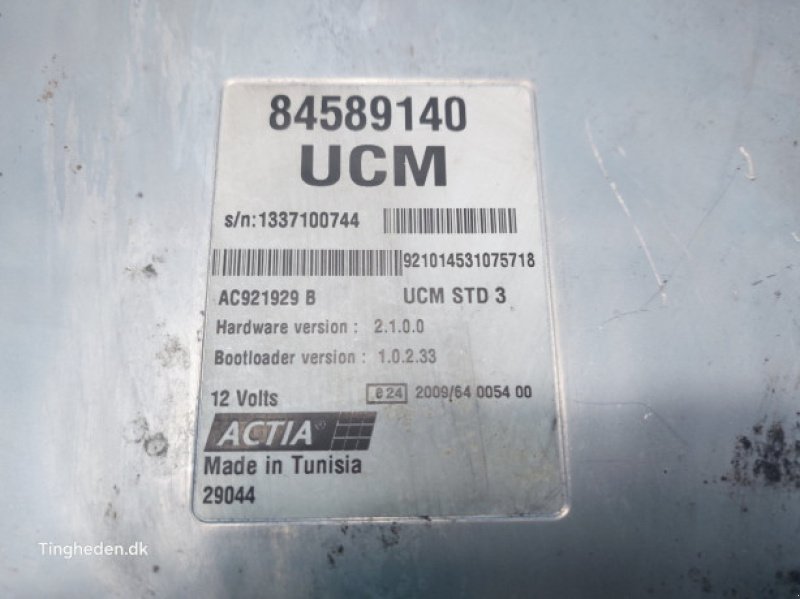 84589140
UCM
s/n:1337100744
921014531075718
AC921929 B UCM STD 3
Hardware version : 2.1.0.0
Bootloader version : 1.0.2.33
12 Volts e24 2009/64 0054 00
ACTIA®
Made in Tunisia
29044
Tingheden.dk